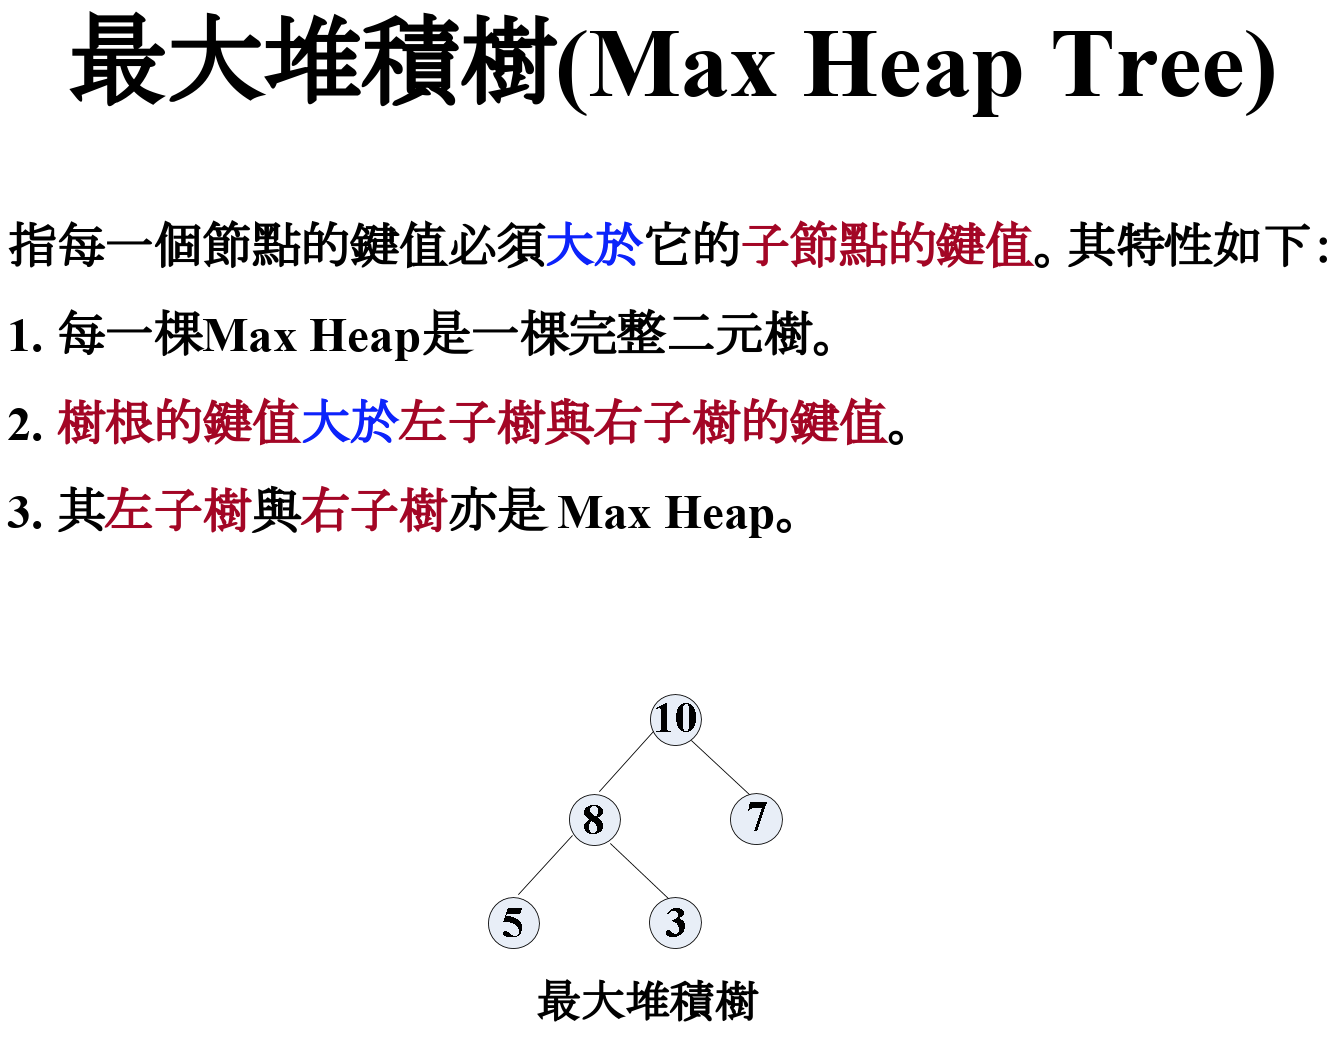 最大堆積樹(Max Heap Tree)
指每一個節點的鍵值必須大於它的子節點的鍵值。其特性如下:
1. 每一棵Max Heap是一棵完整二元樹。
2. 樹根的鍵值大於左子樹與右子樹的鍵值。
3. 其左子樹與右子樹亦是 Max Heap。
10
8 7
5 3
最大堆積樹